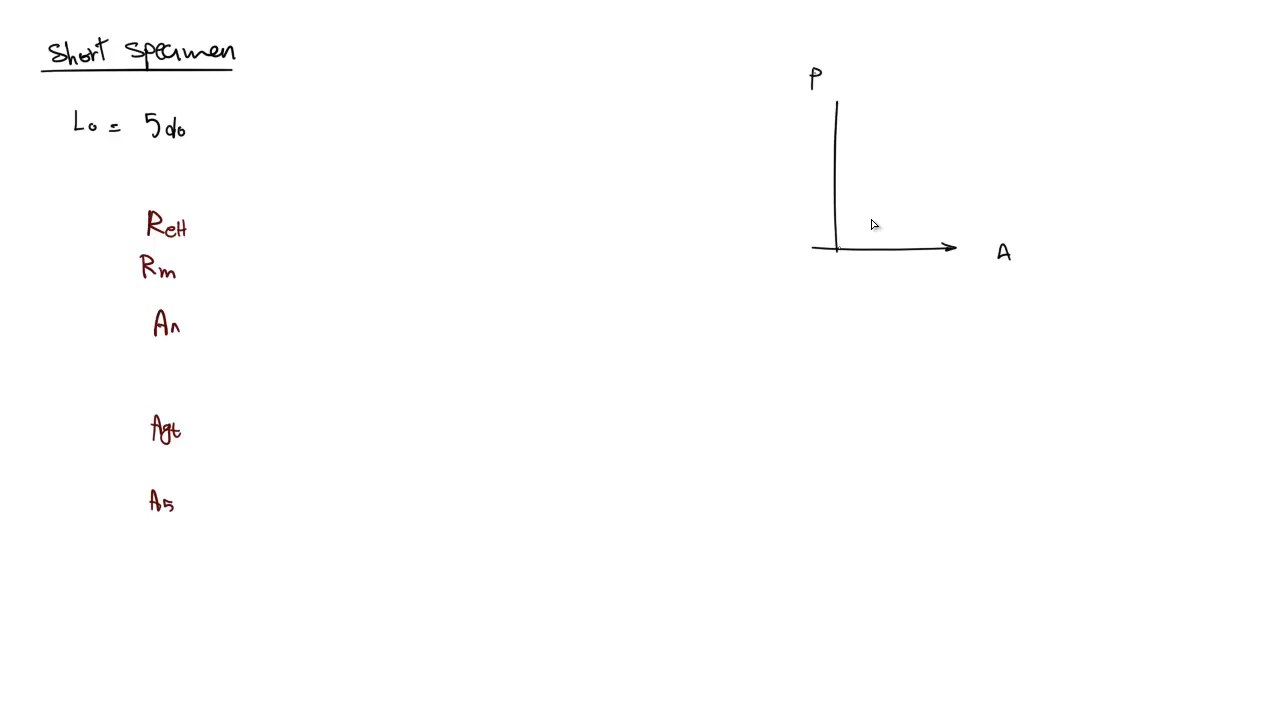 Short Specimen
P
L₀ = 5d₀
ReH
A
Rm
An
Agt
A5